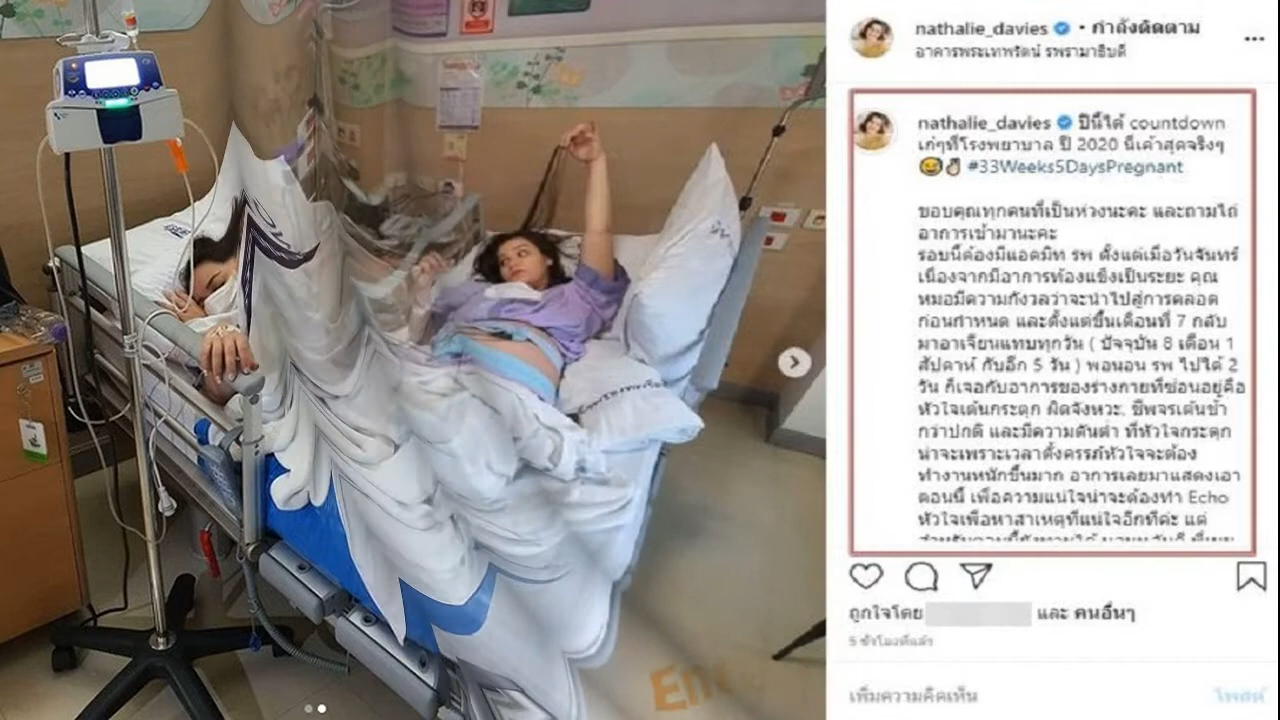 nathalie_davies • กำลังติดตาม
อาคารพระเทพรัตน์ รพรามาธิบดี
nathalie_davies ปีนี้ได้ countdown
เก๋ๆที่โรงพยาบาล ปี 2020 นี้เค้าสุดจริงๆ
#33Weeks5DaysPregnant
ขอบคุณทุกคนที่เป็นห่วงนะคะ และถามไถ่
อาการเข้ามานะคะ
รอบนี้ต้องมีแอดมิท รพ ตั้งแต่เมื่อวันจันทร์
เนื่องจากมีอาการท้องแข็งเป็นระยะ คุณ
หมอมีความกังวลว่าจะนำไปสู่การคลอด
ก่อนกำหนด และตั้งแต่ขึ้นเดือนที่ 7 กลับ
มาอาเจียนแทบทุกวัน ( ปัจจุบัน 8 เดือน 1
สัปดาห์ กับอีก 5 วัน ) พอนอน รพ ไปได้ 2
วัน ก็เจอกับอาการของร่างกายที่ซ่อนอยู่คือ
หัวใจเต้นกระตุก ผิดจังหวะ, ชีพจรเต้นช้า
กว่าปกติ และมีความดันต่ำ ที่หัวใจกระตุก
น่าจะเพราะเวลาตั้งครรภ์หัวใจจะต้อง
ทำงานหนักขึ้นมาก อาการเลยมาแสดงเอา
ตอนนี้ เพื่อความแน่ใจน่าจะต้องทำ Echo
หัวใจเพื่อหาสาเหตุที่แน่ใจอีกทีค่ะ แต่
ถูกใจโดย และ คนอื่นๆ
5 ชั่วโมงที่แล้ว
เพิ่มความคิดเห็น
โพสต์